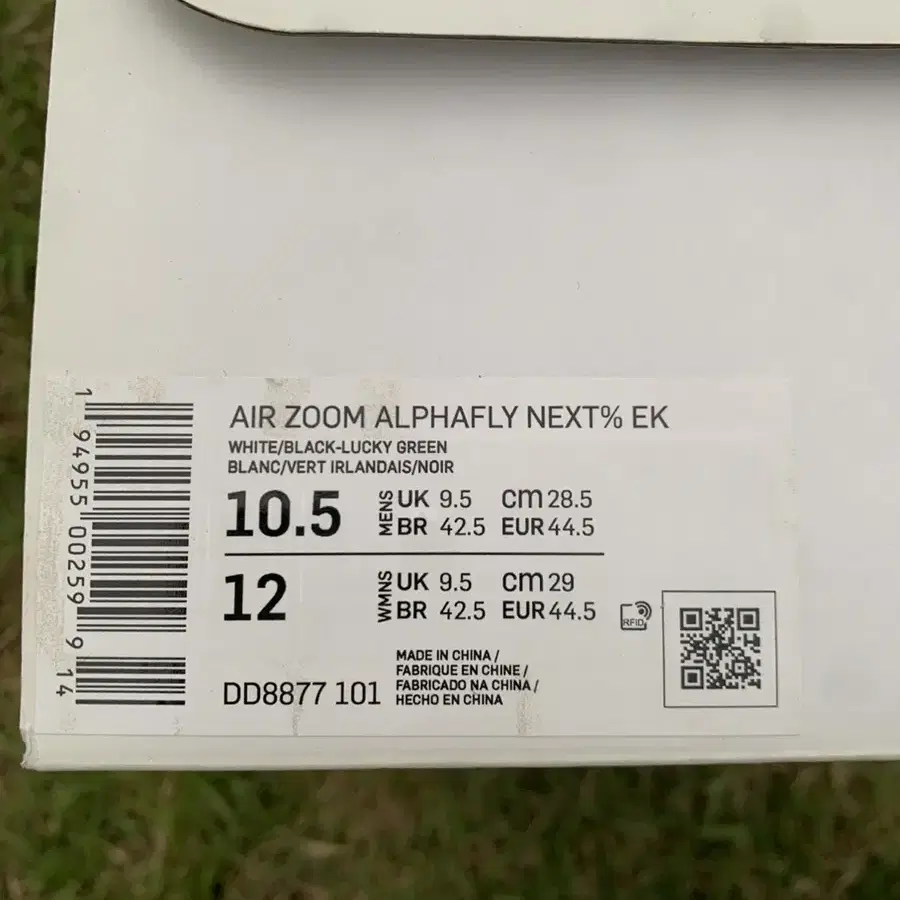 1 94955 00259 9 14
AIR ZOOM ALPHAFLY NEXT% EK
WHITE/BLACK-LUCKY GREEN
BLANC/VERT IRLANDAIS/NOIR
10.5 MENS UK 9.5 cm 28.5
BR 42.5 EUR 44.5
12 WMNS UK 9.5 cm 29
BR 42.5 EUR 44.5
RFID
MADE IN CHINA /
FABRIQUE EN CHINE /
DD8877 101 FABRICADO NA CHINA /
HECHO EN CHINA